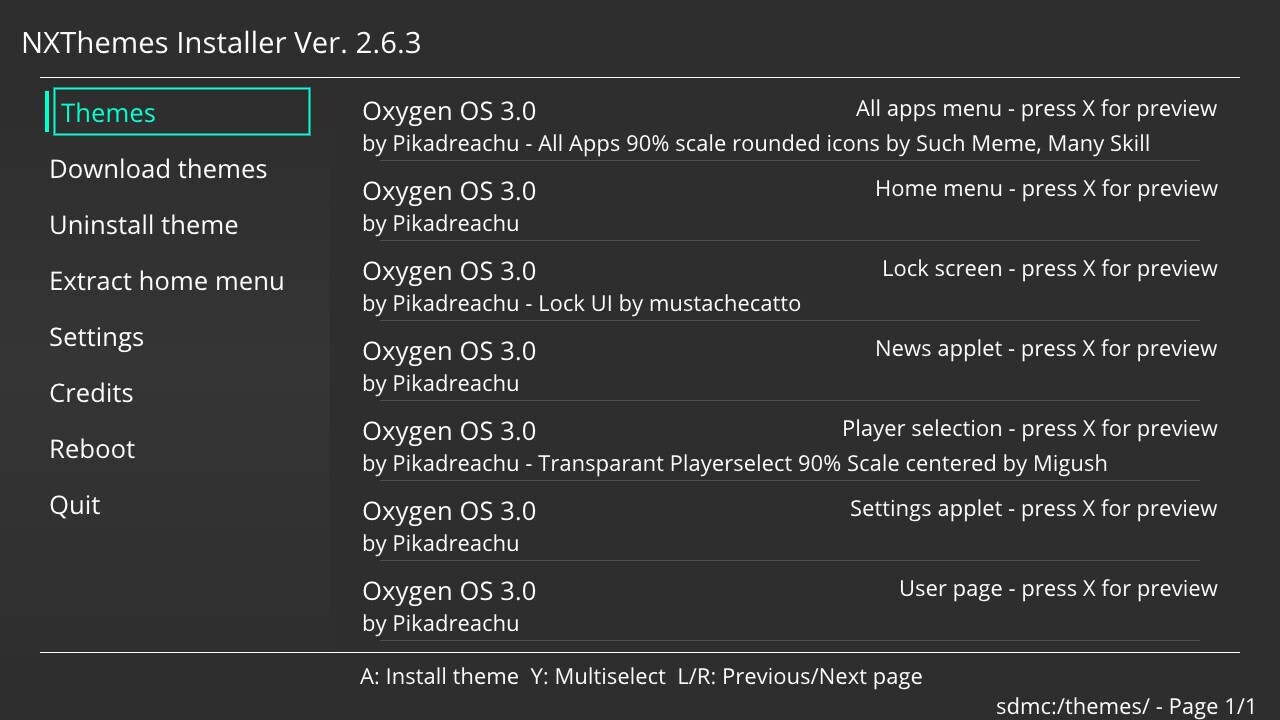 NXThemes Installer Ver. 2.6.3
Themes
Download themes
Uninstall theme
Extract home menu
Settings
Credits
Reboot
Quit
Oxygen OS 3.0
All apps menu - press X for preview
by Pikadreachu - All Apps 90% scale rounded icons by Such Meme, Many Skill
Oxygen OS 3.0
Home menu - press X for preview
by Pikadreachu
Oxygen OS 3.0
Lock screen - press X for preview
by Pikadreachu - Lock UI by mustachecatto
Oxygen OS 3.0
News applet - press X for preview
by Pikadreachu
Oxygen OS 3.0
Player selection - press X for preview
by Pikadreachu - Transparant Playerselect 90% Scale centered by Migush
Oxygen OS 3.0
Settings applet - press X for preview
by Pikadreachu
Oxygen OS 3.0
User page - press X for preview
by Pikadreachu
A: Install theme  Y: Multiselect  L/R: Previous/Next page
sdmc:/themes/ - Page 1/1